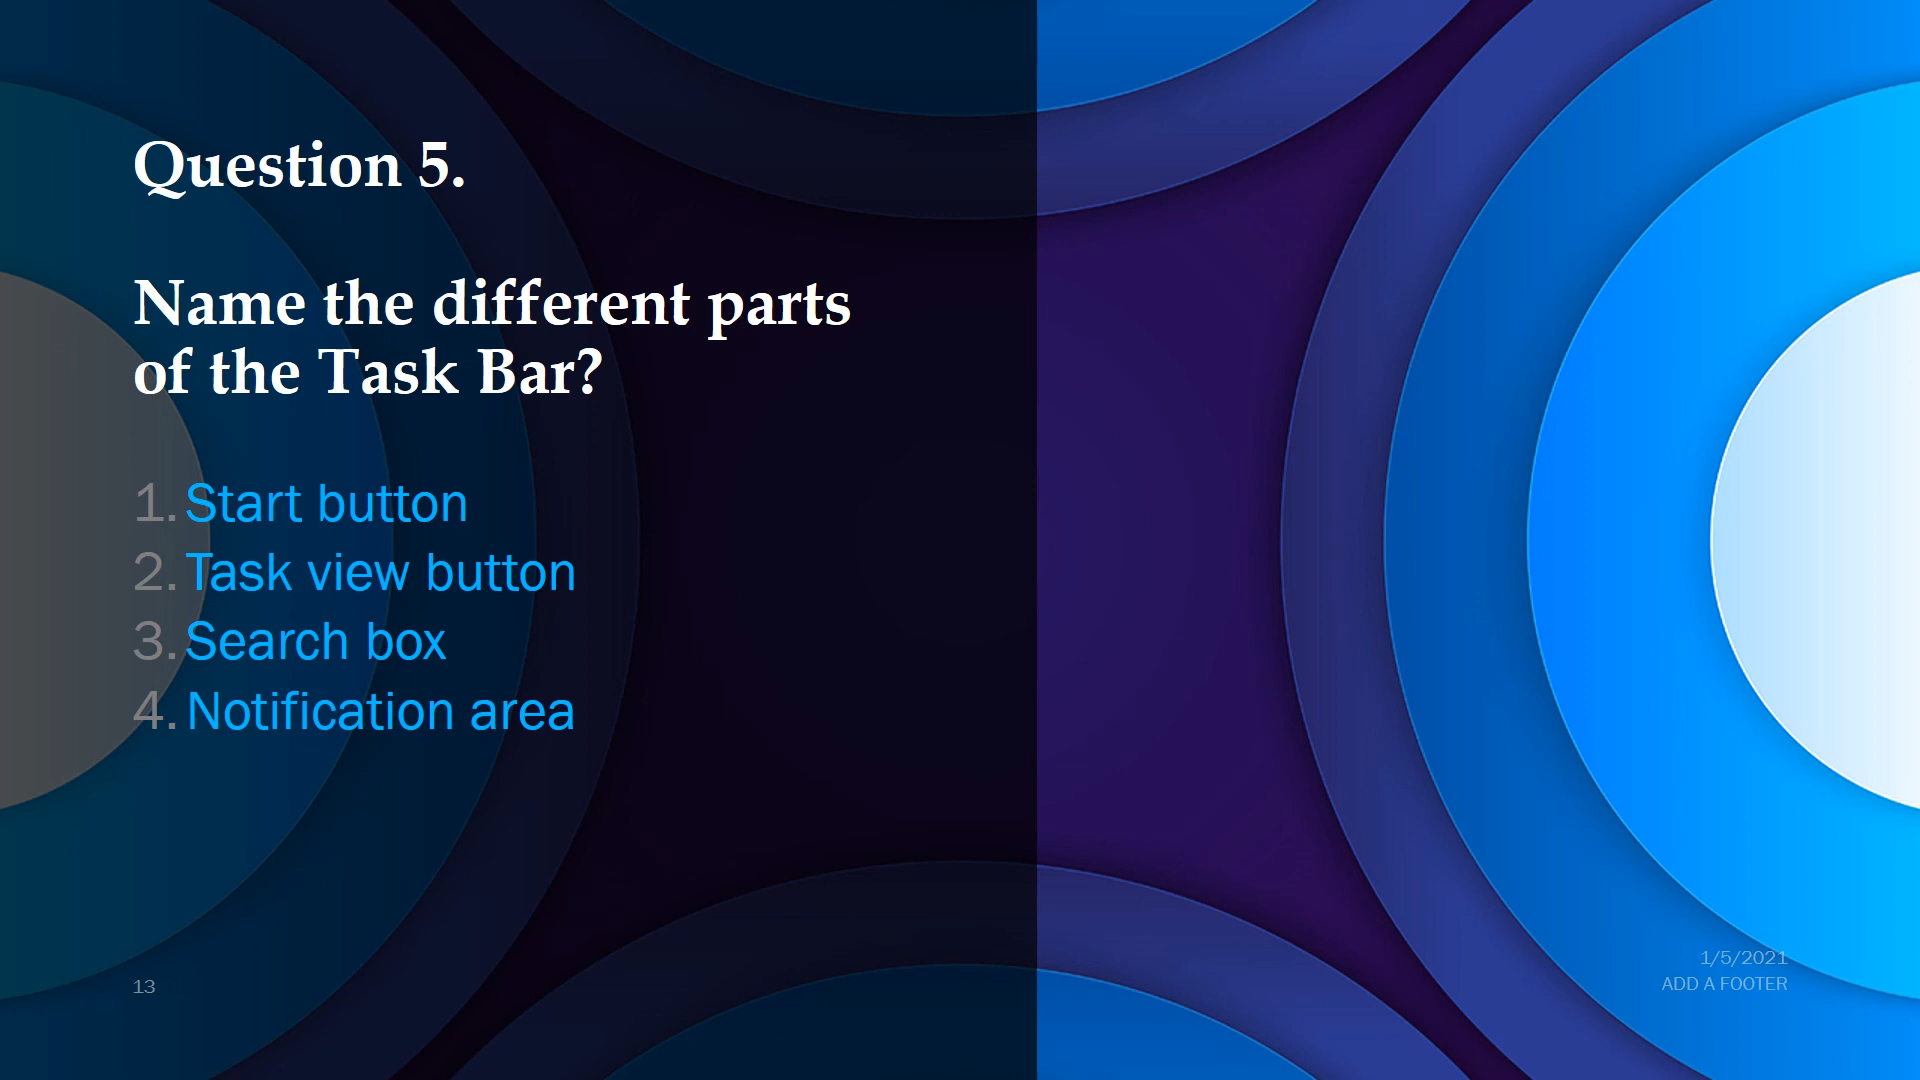 Question 5.
Name the different parts
of the Task Bar?
1. Start button
2. Task view button
3. Search box
4. Notification area
13
1/5/2021
ADD A FOOTER